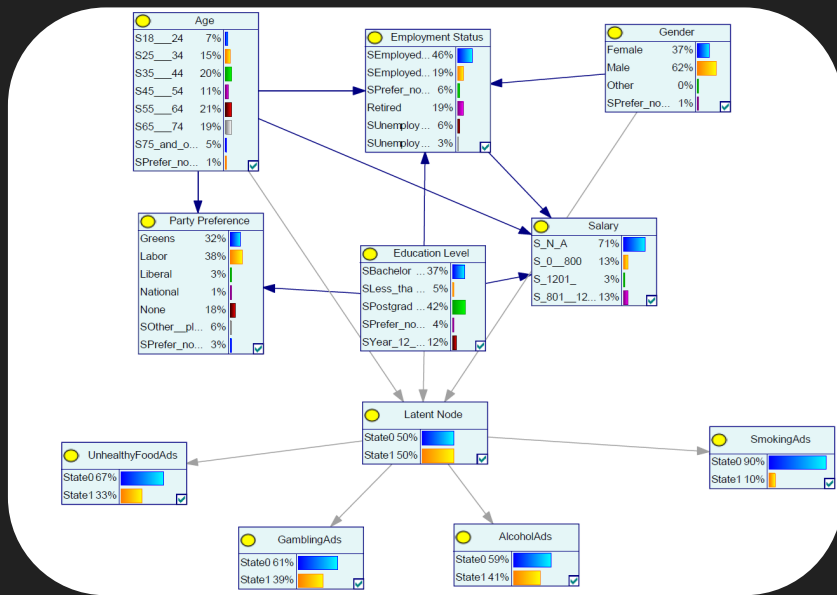 Age
S18___24 7%
S25___34 15%
S35___44 20%
S45___54 11%
S55___64 21%
S65___74 19%
S75_and_o... 5%
SPrefer_no... 1%
Employment Status
SEmployed... 46%
SEmployed... 19%
SPrefer_no... 6%
Retired 19%
SUnemploy... 6%
SUnemploy... 3%
Gender
Female 37%
Male 62%
Other 0%
SPrefer_no... 1%
Party Preference
Greens 32%
Labor 38%
Liberal 3%
National 1%
None 18%
SOther__pl... 6%
SPrefer_no... 3%
Education Level
SBachelor ... 37%
SLess_tha ... 5%
SPostgrad ... 42%
SPrefer_no... 4%
SYear_12_... 12%
Salary
S_N_A 71%
S_0__800 13%
S_1201_ 3%
S_801__12... 13%
Latent Node
State0 50%
State1 50%
UnhealthyFoodAds
State0 67%
State1 33%
SmokingAds
State0 90%
State1 10%
GamblingAds
State0 61%
State1 39%
AlcoholAds
State0 59%
State1 41%